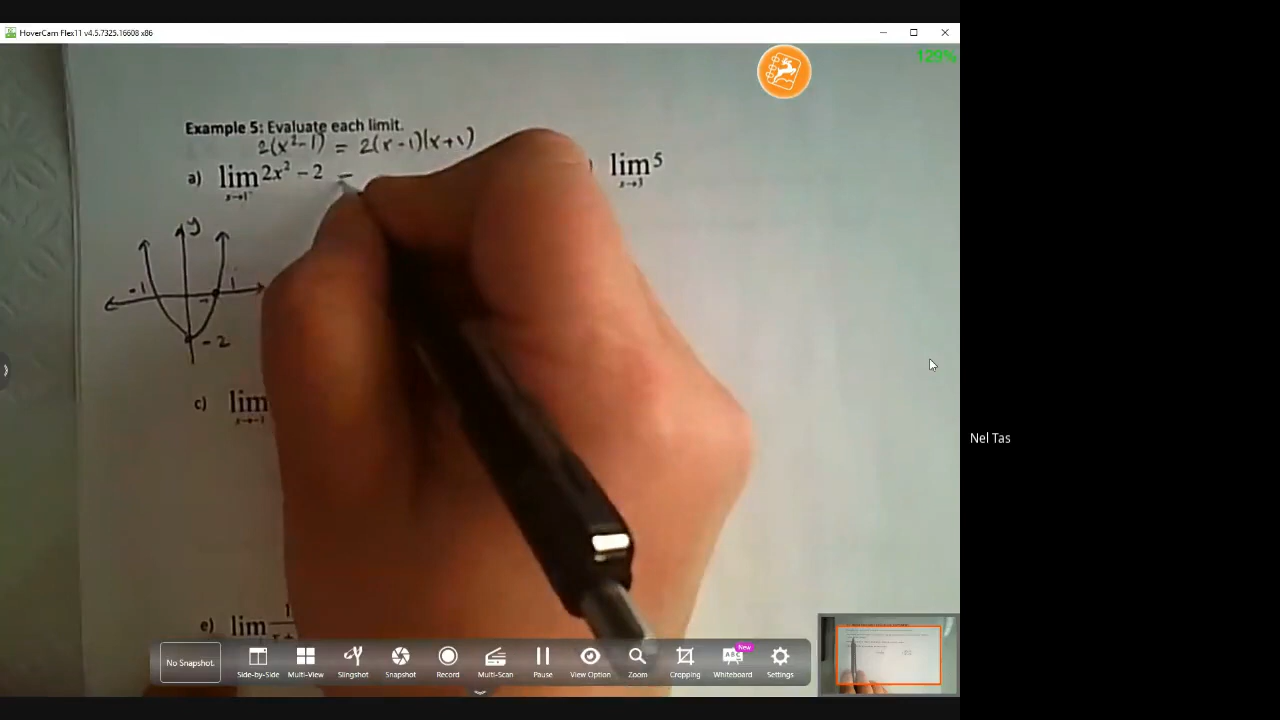 HoverCam Flex11 v4.5.7325.16608 x86
129%
Example 5: Evaluate each limit.
2(x²-1) = 2(x-1)(x+1)
a) lim 2x² - 2 =
x→1⁻
) lim 5
x→3
y
-1
1
-2
c) lim
x→-3
e) lim 1
Nel Tas
No Snapshot.
Side-by-Side
Multi-View
Slingshot
Snapshot
Record
Multi-Scan
Pause
View Option
Zoom
Cropping
New
ABC
Whiteboard
Settings